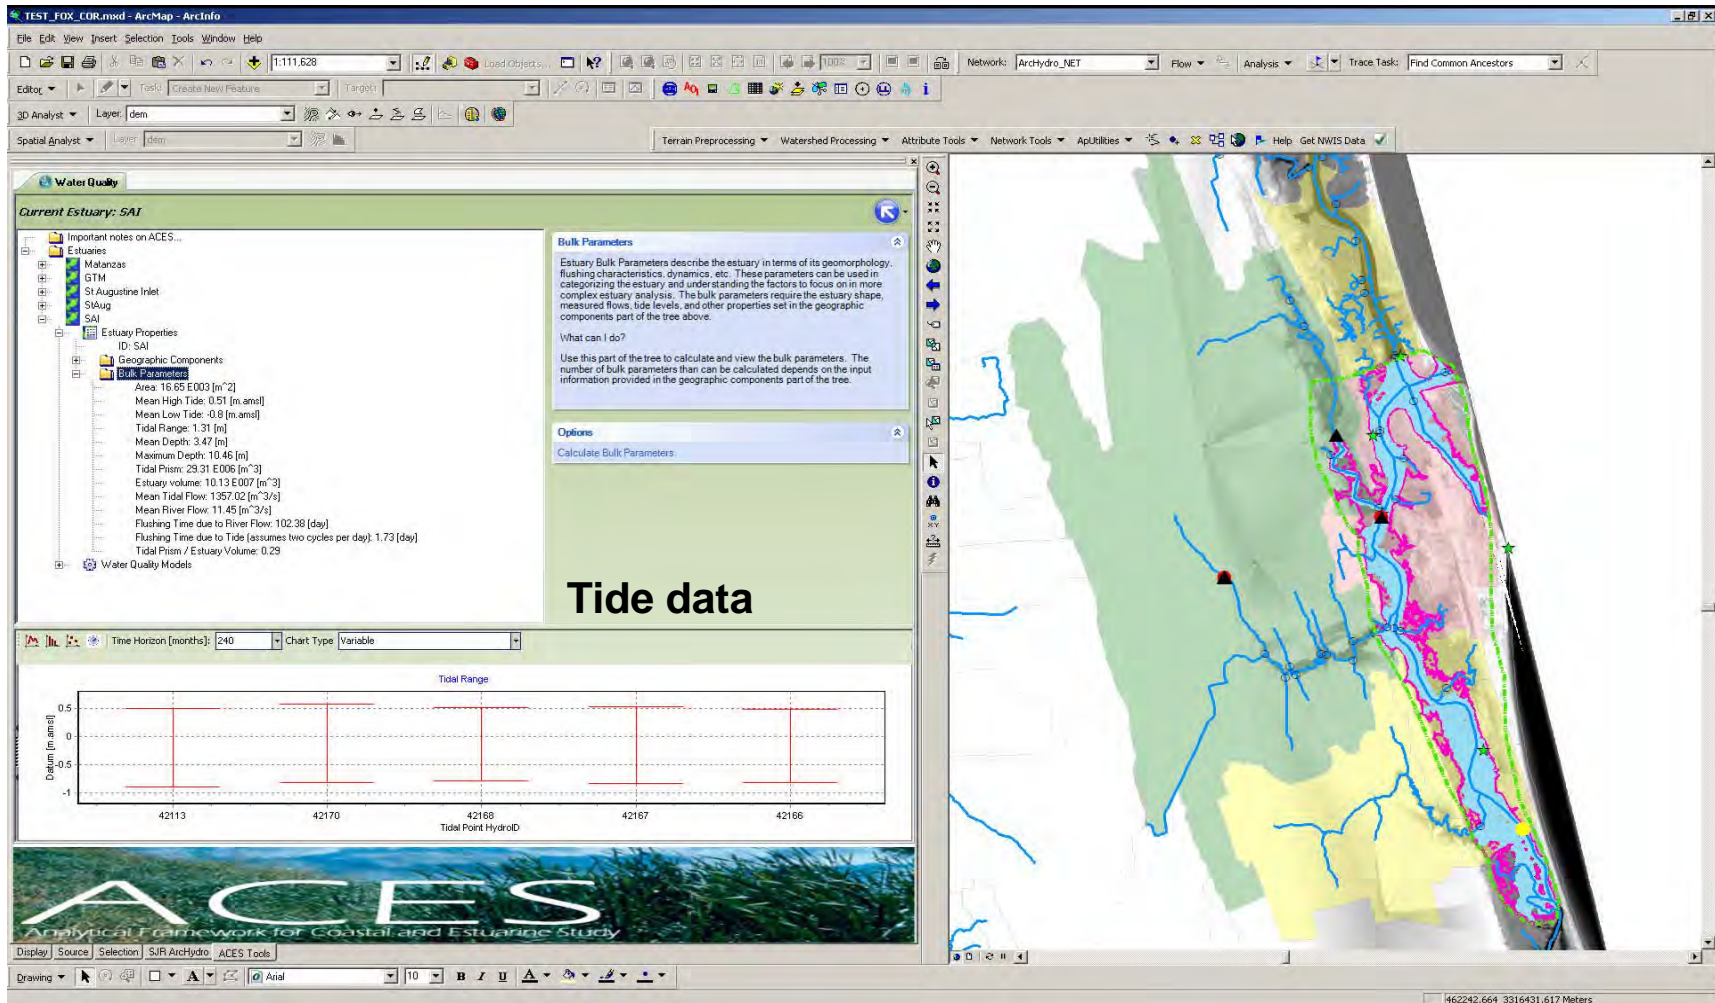 TEST_FOX_COR.mxd - ArcMap - ArcInfo
File Edit View Insert Selection Tools Window Help
1:111,628 Load Objects... 100% Network: ArcHydro_NET Flow Analysis Trace Task: Find Common Ancestors
Editor Task: Create New Feature Target:
3D Analyst Layer: dem
Spatial Analyst Layer: dem Terrain Preprocessing Watershed Processing Attribute Tools Network Tools ApUtilities Help Get NWIS Data
Water Quality
Current Estuary: SAI
Important notes on ACES...
Estuaries
Matanzas
GTM
St Augustine Inlet
StAug
SAI
Estuary Properties
ID: SAI
Geographic Components
Bulk Parameters
Area: 16.65 E003 [m^2]
Mean High Tide: 0.51 [m.amsl]
Mean Low Tide: -0.8 [m.amsl]
Tidal Range: 1.31 [m]
Mean Depth: 3.47 [m]
Maximum Depth: 10.46 [m]
Tidal Prism: 29.31 E006 [m^3]
Estuary volume: 10.13 E007 [m^3]
Mean Tidal Flow: 1357.02 [m^3/s]
Mean River Flow: 11.45 [m^3/s]
Flushing Time due to River Flow: 102.38 [day]
Flushing Time due to Tide (assumes two cycles per day): 1.73 [day]
Tidal Prism / Estuary Volume: 0.29
Water Quality Models
Bulk Parameters
Estuary Bulk Parameters describe the estuary in terms of its geomorphology,
flushing characteristics, dynamics, etc. These parameters can be used in
categorizing the estuary and understanding the factors to focus on in more
complex estuary analysis. The bulk parameters require the estuary shape,
measured flows, tide levels, and other properties set in the geographic
components part of the tree above.
What can I do?
Use this part of the tree to calculate and view the bulk parameters. The
number of bulk parameters than can be calculated depends on the input
information provided in the geographic components part of the tree.
Options
Calculate Bulk Parameters
Tide data
Time Horizon [months]: 240 Chart Type Variable
Tidal Range
Datum [m.amsl]
0.5
0
-0.5
-1
42113 42170 42168 42167 42166
Tidal Point HydroID
ACES
Analytical Framework for Coastal and Estuarine Study
Display Source Selection SJR ArcHydro ACES Tools
Drawing A Arial 10 B I U A
462242.664 3316431.617 Meters